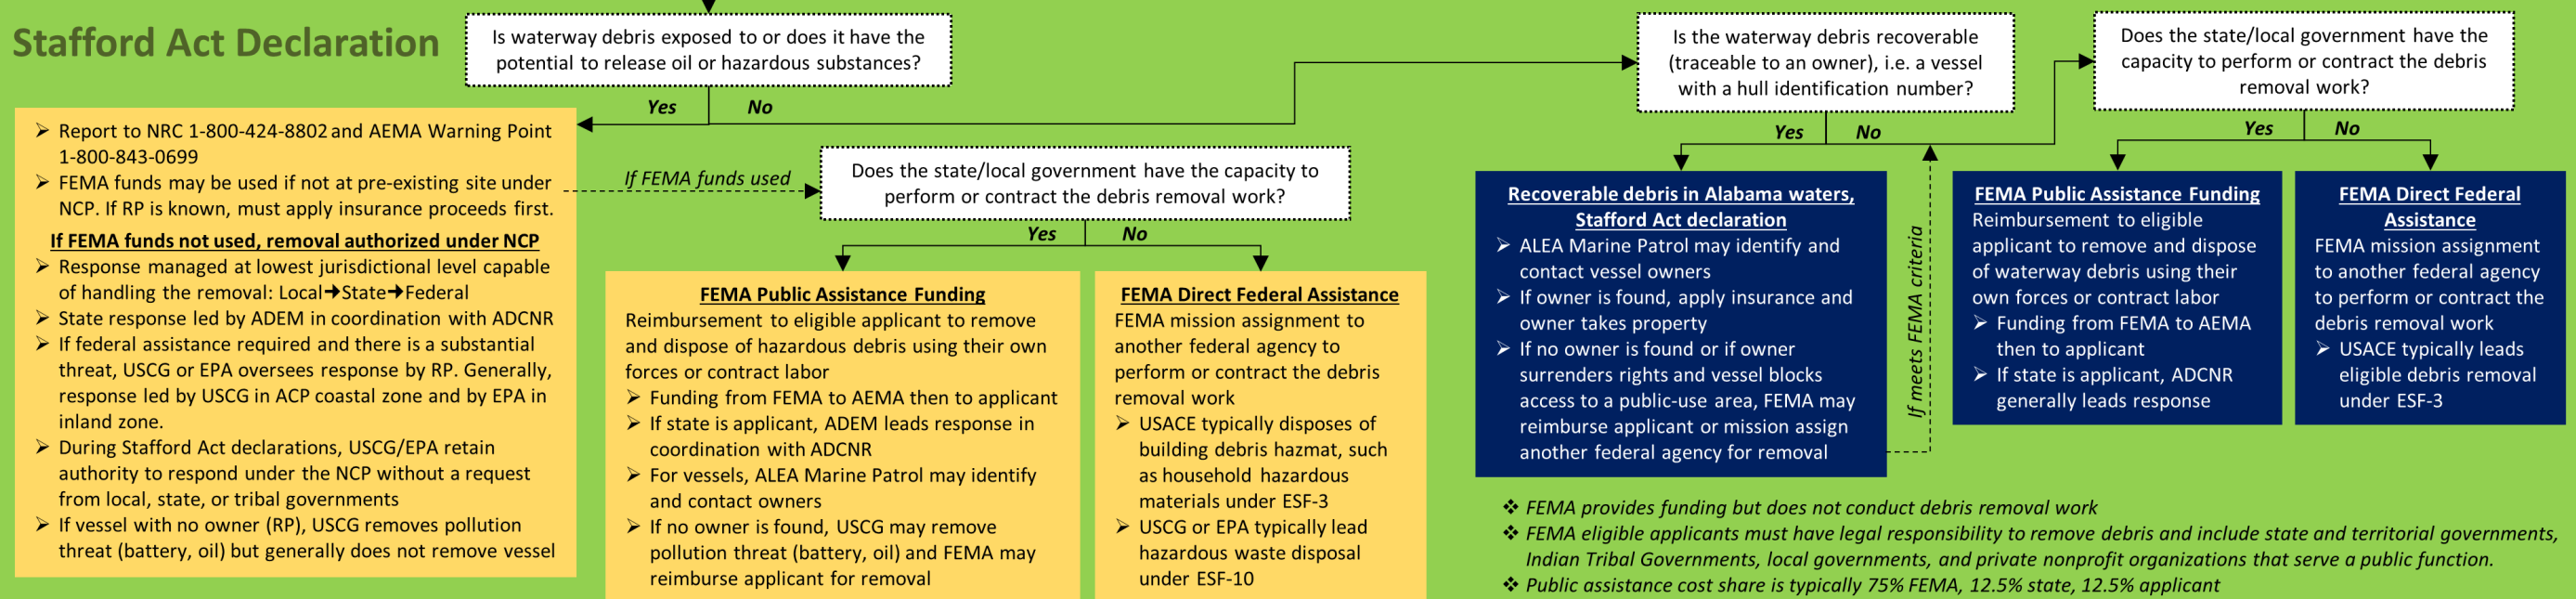 Stafford Act Declaration
Is waterway debris exposed to or does it have the
potential to release oil or hazardous substances?
Yes
No
➢ Report to NRC 1-800-424-8802 and AEMA Warning Point
1-800-843-0699
➢ FEMA funds may be used if not at pre-existing site under
NCP. If RP is known, must apply insurance proceeds first.
If FEMA funds not used, removal authorized under NCP
➢ Response managed at lowest jurisdictional level capable
of handling the removal: Local➔State➔Federal
➢ State response led by ADEM in coordination with ADCNR
➢ If federal assistance required and there is a substantial
threat, USCG or EPA oversees response by RP. Generally,
response led by USCG in ACP coastal zone and by EPA in
inland zone.
➢ During Stafford Act declarations, USCG/EPA retain
authority to respond under the NCP without a request
from local, state, or tribal governments
➢ If vessel with no owner (RP), USCG removes pollution
threat (battery, oil) but generally does not remove vessel
If FEMA funds used
Does the state/local government have the capacity to
perform or contract the debris removal work?
Yes
No
FEMA Public Assistance Funding
Reimbursement to eligible applicant to remove
and dispose of hazardous debris using their own
forces or contract labor
➢ Funding from FEMA to AEMA then to applicant
➢ If state is applicant, ADEM leads response in
coordination with ADCNR
➢ For vessels, ALEA Marine Patrol may identify
and contact owners
➢ If no owner is found, USCG may remove
pollution threat (battery, oil) and FEMA may
reimburse applicant for removal
FEMA Direct Federal Assistance
FEMA mission assignment to
another federal agency to
perform or contract the debris
removal work
➢ USACE typically disposes of
building debris hazmat, such
as household hazardous
materials under ESF-3
➢ USCG or EPA typically lead
hazardous waste disposal
under ESF-10
Is the waterway debris recoverable
(traceable to an owner), i.e. a vessel
with a hull identification number?
Yes
No
Recoverable debris in Alabama waters,
Stafford Act declaration
➢ ALEA Marine Patrol may identify and
contact vessel owners
➢ If owner is found, apply insurance and
owner takes property
➢ If no owner is found or if owner
surrenders rights and vessel blocks
access to a public-use area, FEMA may
reimburse applicant or mission assign
another federal agency for removal
If meets FEMA criteria
Does the state/local government have the
capacity to perform or contract the debris
removal work?
Yes
No
FEMA Public Assistance Funding
Reimbursement to eligible
applicant to remove and dispose
of waterway debris using their
own forces or contract labor
➢ Funding from FEMA to AEMA
then to applicant
➢ If state is applicant, ADCNR
generally leads response
FEMA Direct Federal
Assistance
FEMA mission assignment
to another federal agency
to perform or contract the
debris removal work
➢ USACE typically leads
eligible debris removal
under ESF-3
❖ FEMA provides funding but does not conduct debris removal work
❖ FEMA eligible applicants must have legal responsibility to remove debris and include state and territorial governments,
Indian Tribal Governments, local governments, and private nonprofit organizations that serve a public function.
❖ Public assistance cost share is typically 75% FEMA, 12.5% state, 12.5% applicant